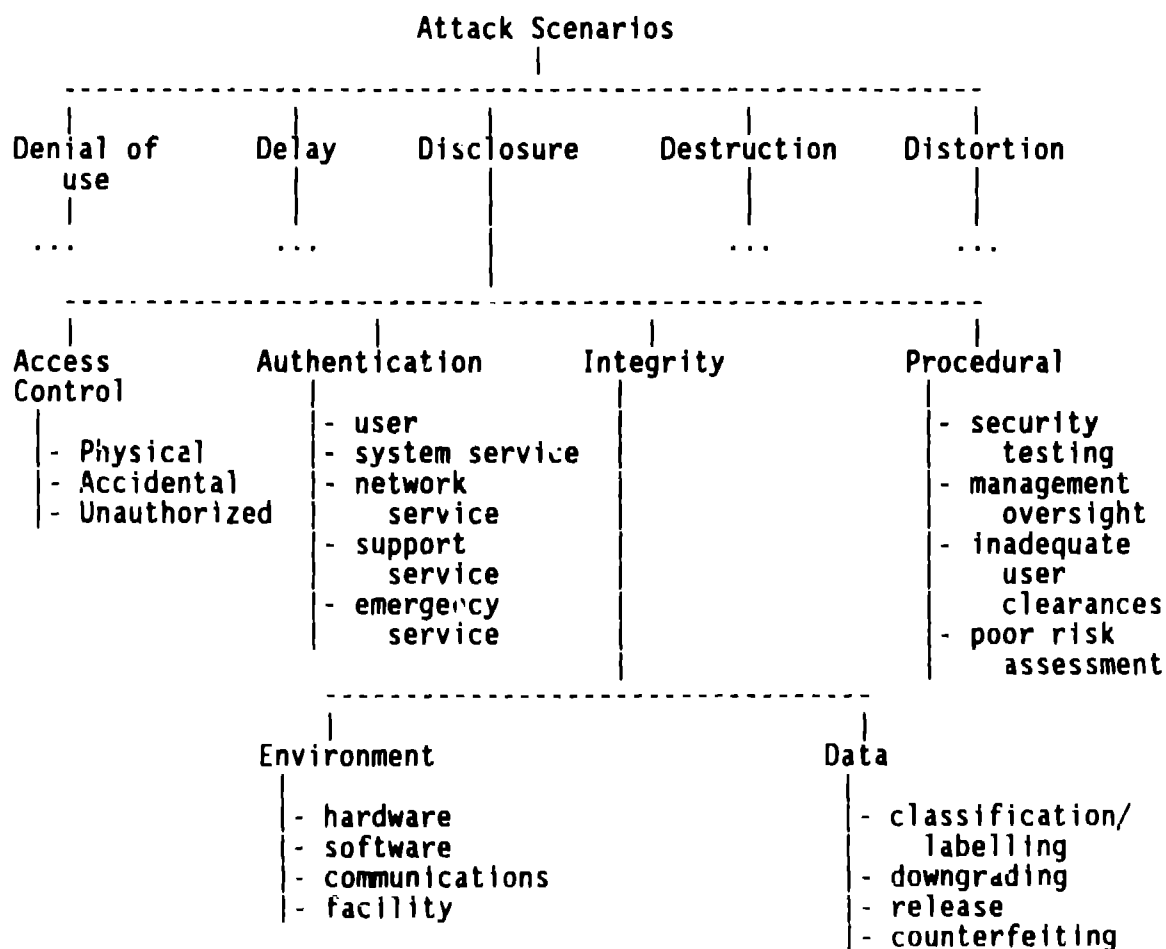 Attack Scenarios
Denial of Delay Disclosure Destruction Distortion
use
... ... ... ...
Access Authentication Integrity Procedural
Control
- user - security
- Physical - system service testing
- Accidental - network - management
- Unauthorized service oversight
- support - inadequate
service user
- emergency clearances
service - poor risk
assessment
Environment Data
- hardware - classification/
- software labelling
- communications - downgrading
- facility - release
- counterfeiting